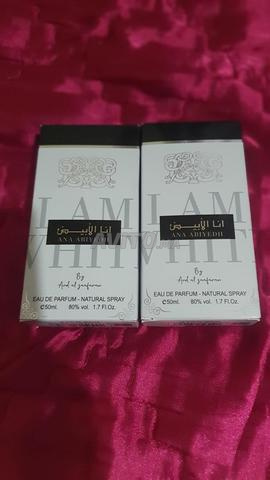 I AM
انا الأبيض
ANA ABIYEDH
WHITE
By
Ard al zaafaran
EAU DE PARFUM - NATURAL SPRAY
℮50ml. 80% vol. 1.7 Fl.Oz.
I AM
انا الأبيض
ANA ABIYEDH
WHIT
By
Ard al zaafaran
EAU DE PARFUM - NATURAL SPRAY
℮50ml. 80% vol. 1.7 Fl.Oz.